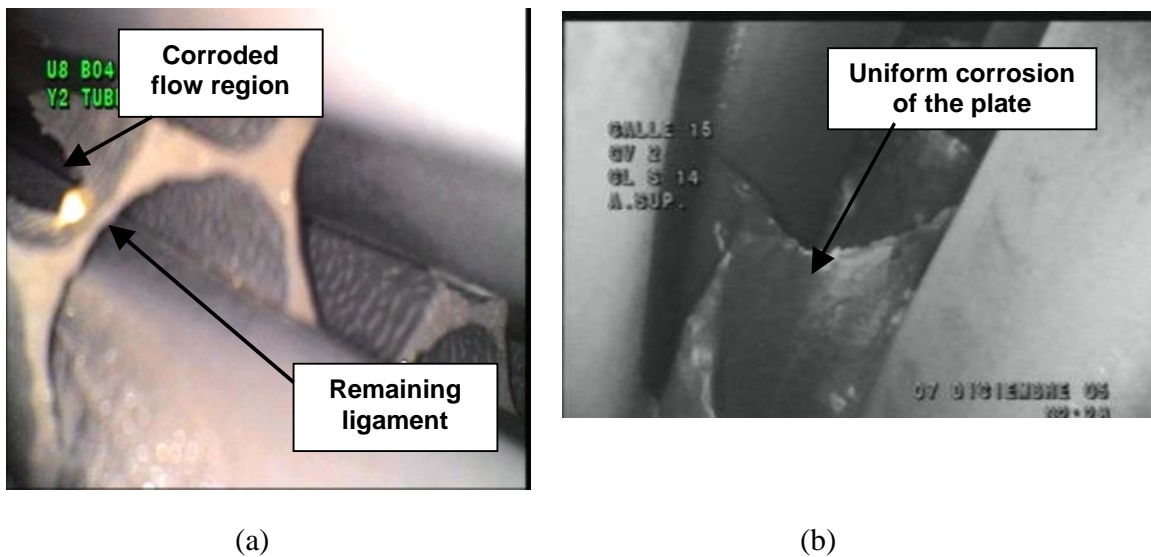 Corroded
flow region
U8 B04
Y2 TUB
Remaining
ligament
Uniform corrosion
of the plate
CALLE 15
GV 2
CL S 14
A.SUP.
07 DICIEMBRE 05
(a)
(b)